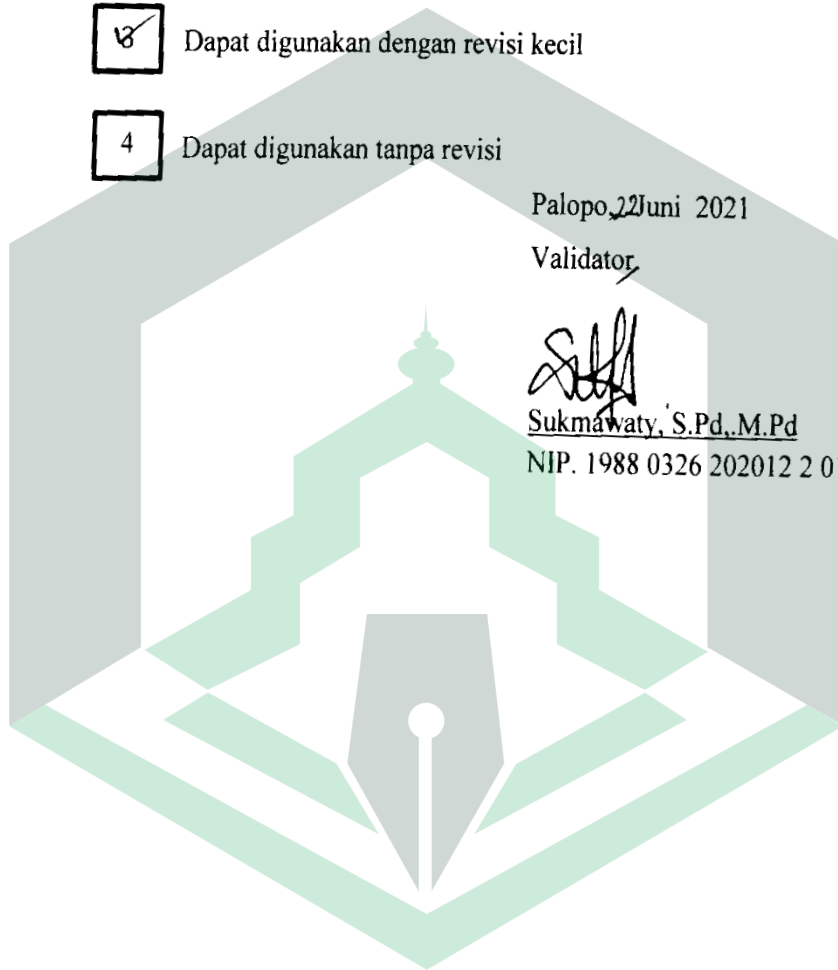 3 Dapat digunakan dengan revisi kecil
4 Dapat digunakan tanpa revisi
Palopo, 22 Juni 2021
Validator,
Sukmawaty, S.Pd,.M.Pd
NIP. 1988 0326 202012 2 0